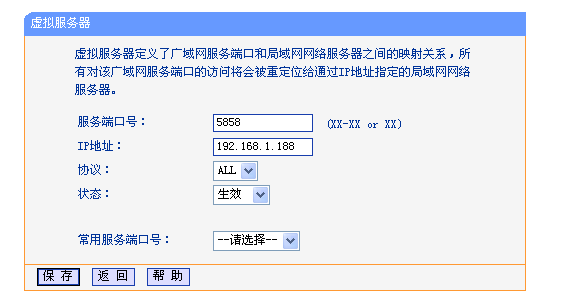 虚拟服务器
虚拟服务器定义了广域网服务端口和局域网网络服务器之间的映射关系，所
有对该广域网服务端口的访问将会被重定位给通过IP地址指定的局域网网络
服务器。
服务端口号： 5858 (XX-XX or XX)
IP地址： 192.168.1.188
协议： ALL
状态： 生效
常用服务端口号： --请选择--
保 存 返 回 帮 助